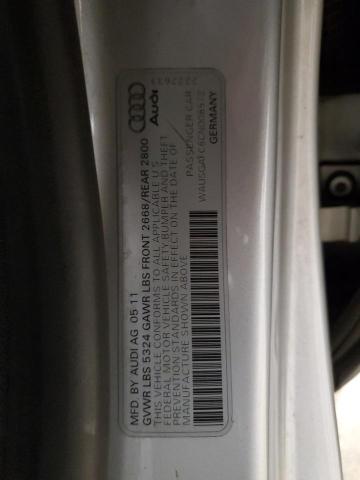 MFD. BY AUDI AG 05 11
GVWR LBS 5324 GAWR LBS FRONT 2668/REAR 2800
THIS VEHICLE CONFORMS TO ALL APPLICABLE U.S.
FEDERAL MOTOR VEHICLE SAFETY BUMPER AND THEFT
PREVENTION STANDARDS IN EFFECT ON THE DATE OF
MANUFACTURE SHOWN ABOVE
PASSENGER CAR
GERMANY
Audi